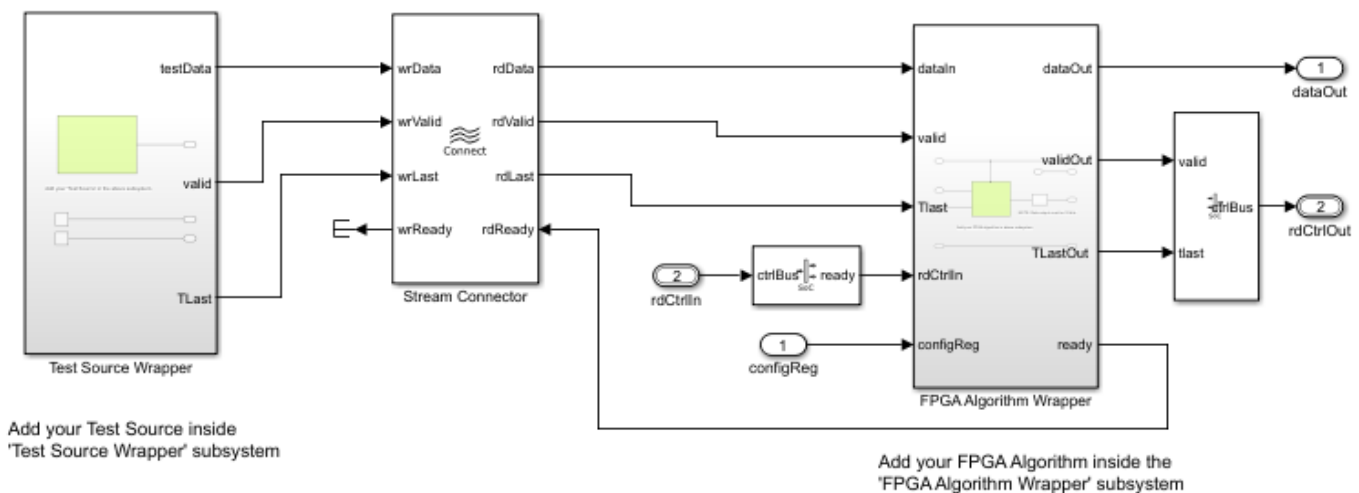 testData
valid
TLast
Test Source Wrapper
wrData
rdData
wrValid
rdValid
Connect
wrLast
rdLast
wrReady
rdReady
Stream Connector
2
rdCtrlIn
ctrlBus
ready
SoC
1
configReg
dataIn
dataOut
valid
validOut
Tlast
TLastOut
rdCtrlIn
configReg
ready
FPGA Algorithm Wrapper
valid
ctrlBus
tlast
1
dataOut
2
rdCtrlOut
Add your Test Source inside
'Test Source Wrapper' subsystem
Add your FPGA Algorithm inside the
'FPGA Algorithm Wrapper' subsystem